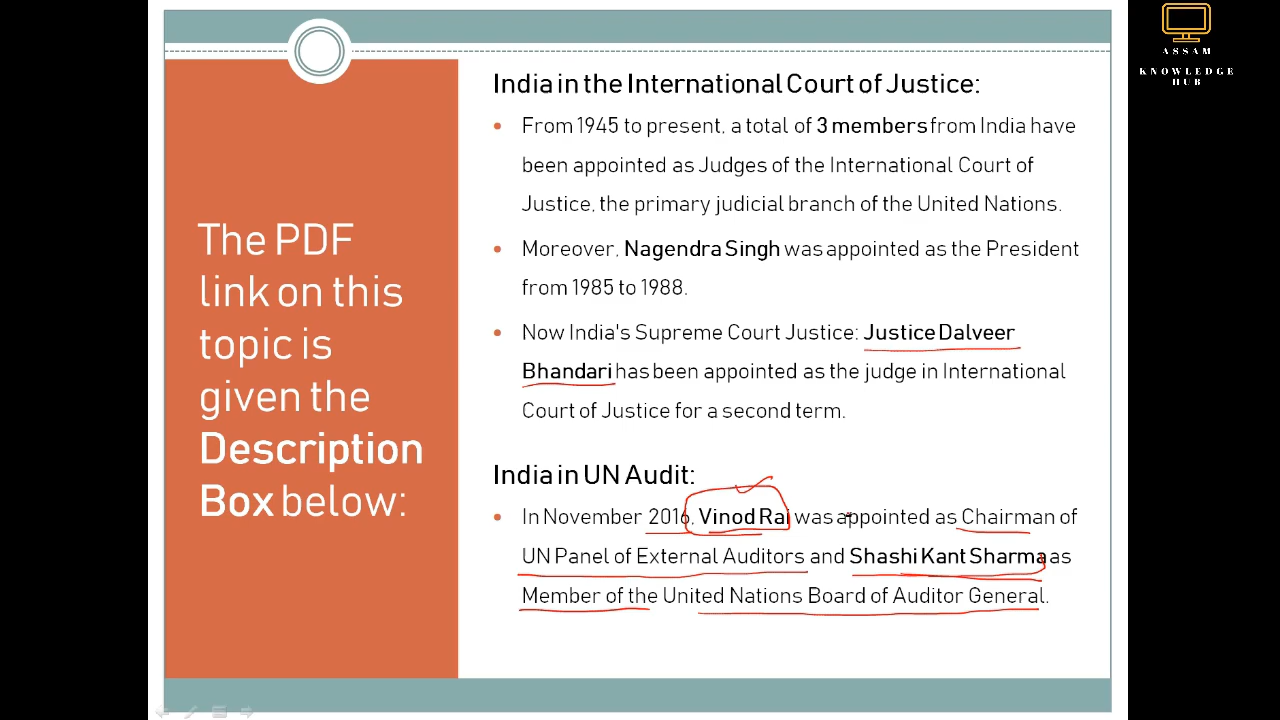 ASSAM
KNOWLEDGE
HUB
The PDF
link on this
topic is
given the
Description
Box below:
India in the International Court of Justice:
• From 1945 to present, a total of 3 members from India have
been appointed as Judges of the International Court of
Justice, the primary judicial branch of the United Nations.
• Moreover, Nagendra Singh was appointed as the President
from 1985 to 1988.
• Now India's Supreme Court Justice: Justice Dalveer
Bhandari has been appointed as the judge in International
Court of Justice for a second term.
India in UN Audit:
• In November 2016, Vinod Rai was appointed as Chairman of
UN Panel of External Auditors and Shashi Kant Sharma as
Member of the United Nations Board of Auditor General.